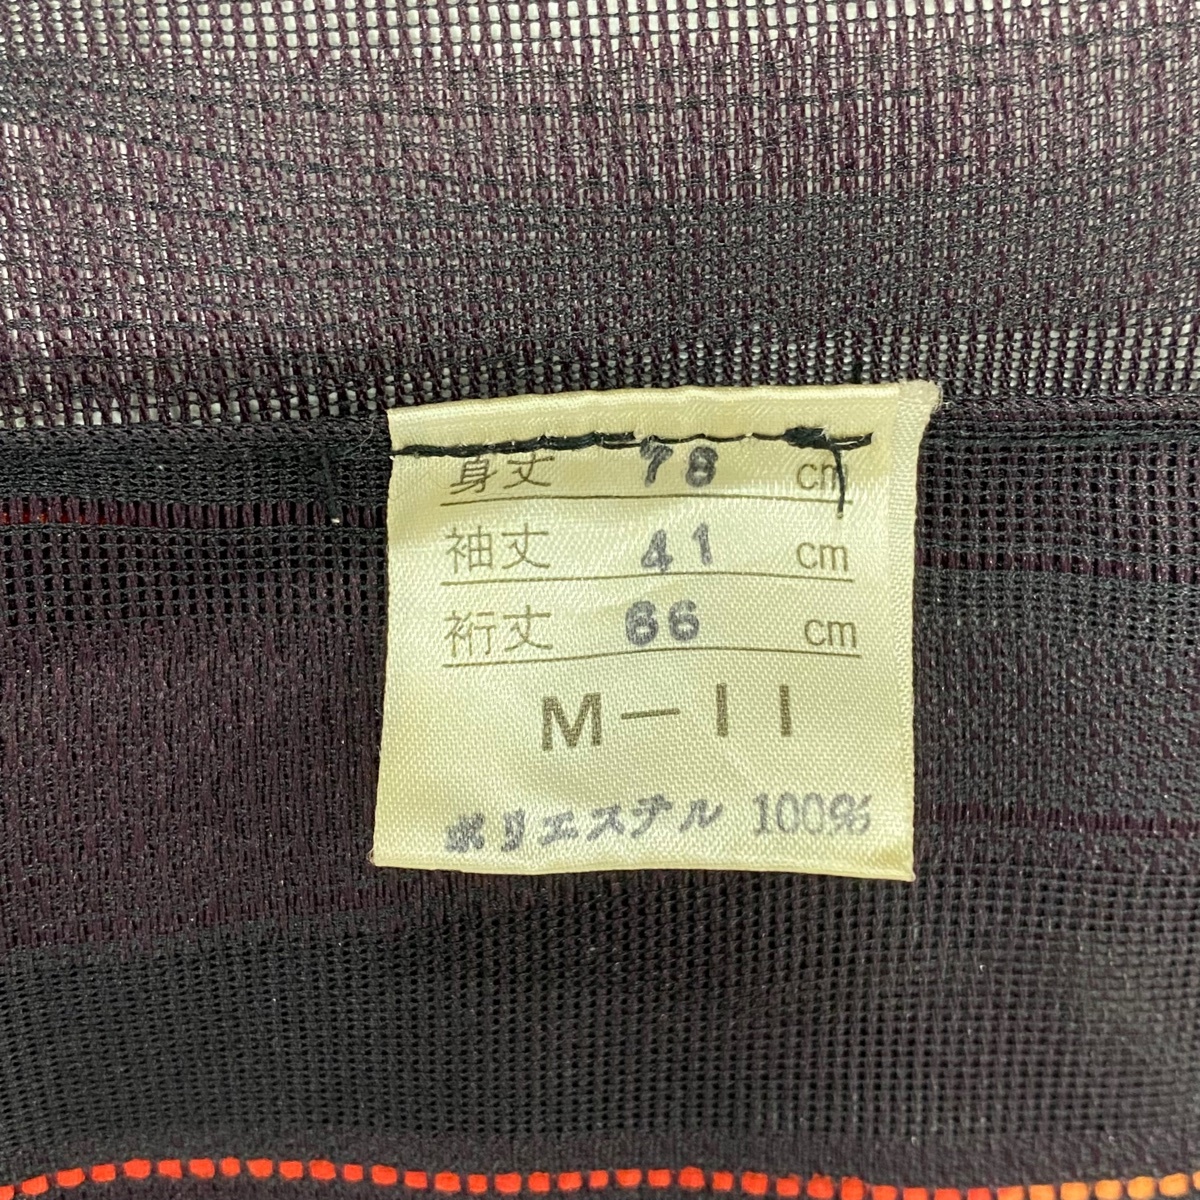 身丈 78 cm
袖丈 41 cm
裄丈 66 cm
M-11
ポリエステル 100%